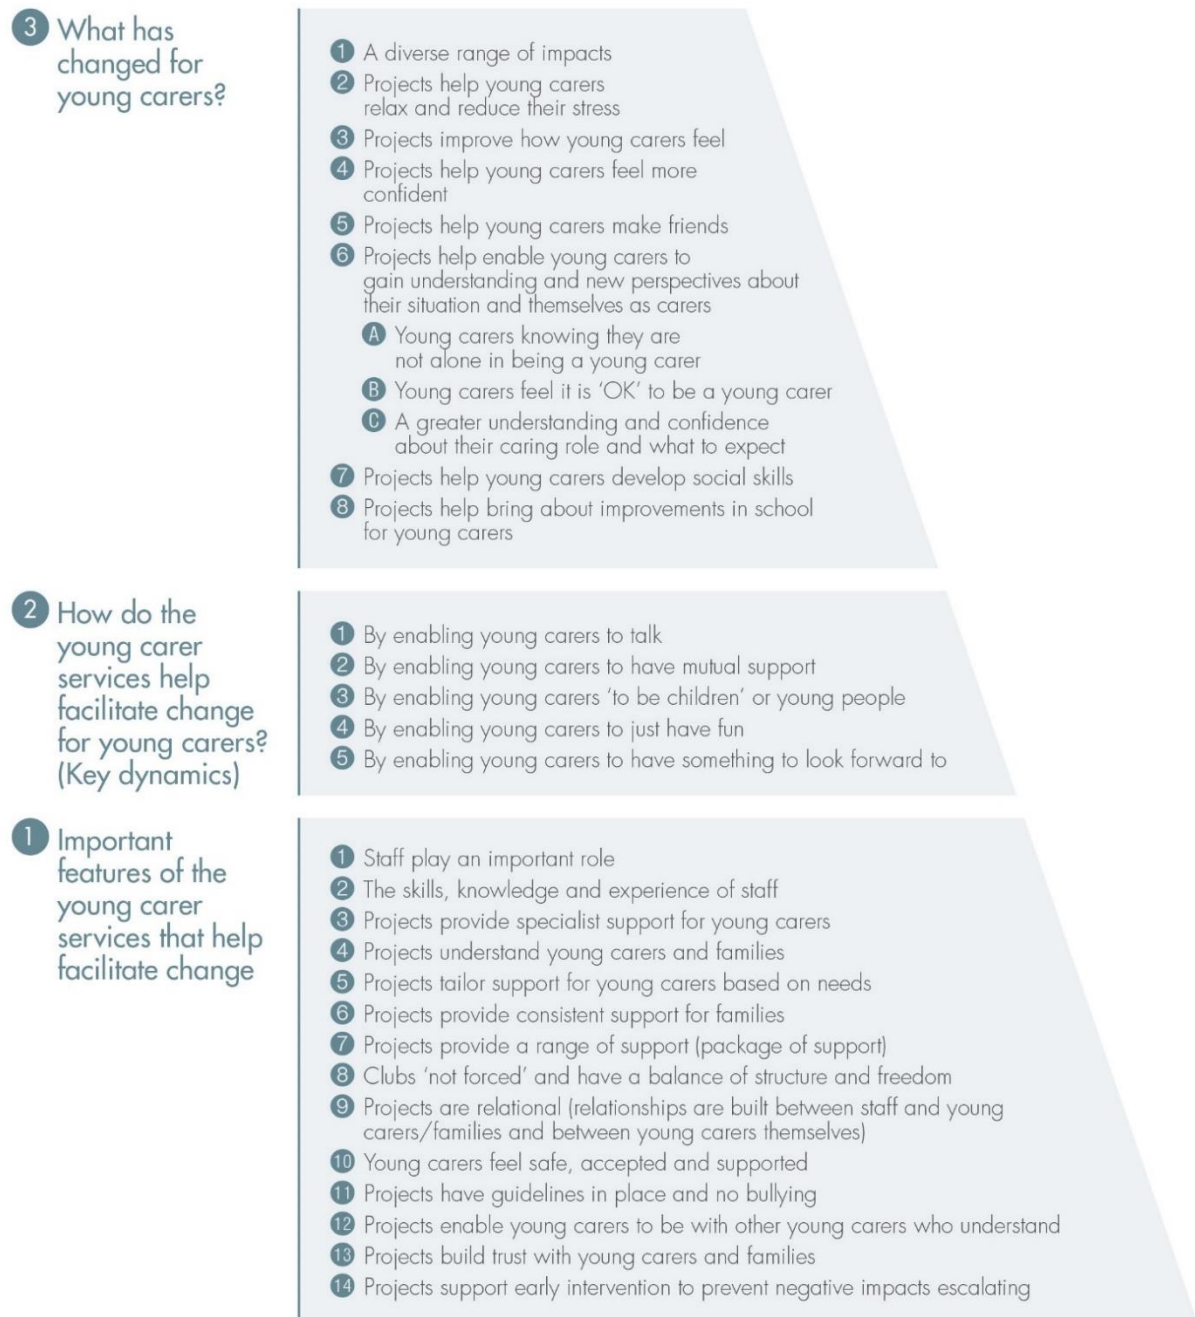 3 What has
changed for
young carers?
1 A diverse range of impacts
2 Projects help young carers
relax and reduce their stress
3 Projects improve how young carers feel
4 Projects help young carers feel more
confident
5 Projects help young carers make friends
6 Projects help enable young carers to
gain understanding and new perspectives about
their situation and themselves as carers
A Young carers knowing they are
not alone in being a young carer
B Young carers feel it is ‘OK’ to be a young carer
C A greater understanding and confidence
about their caring role and what to expect
7 Projects help young carers develop social skills
8 Projects help bring about improvements in school
for young carers
2 How do the
young carer
services help
facilitate change
for young carers?
(Key dynamics)
1 By enabling young carers to talk
2 By enabling young carers to have mutual support
3 By enabling young carers ‘to be children’ or young people
4 By enabling young carers to just have fun
5 By enabling young carers to have something to look forward to
1 Important
features of the
young carer
services that help
facilitate change
1 Staff play an important role
2 The skills, knowledge and experience of staff
3 Projects provide specialist support for young carers
4 Projects understand young carers and families
5 Projects tailor support for young carers based on needs
6 Projects provide consistent support for families
7 Projects provide a range of support (package of support)
8 Clubs ‘not forced’ and have a balance of structure and freedom
9 Projects are relational (relationships are built between staff and young
carers/families and between young carers themselves)
10 Young carers feel safe, accepted and supported
11 Projects have guidelines in place and no bullying
12 Projects enable young carers to be with other young carers who understand
13 Projects build trust with young carers and families
14 Projects support early intervention to prevent negative impacts escalating